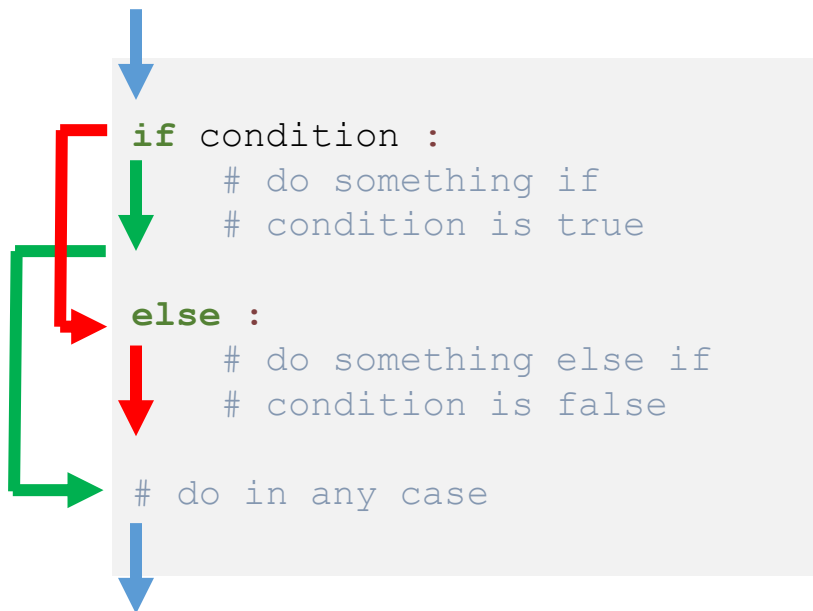 if condition :
# do something if
# condition is true
else :
# do something else if
# condition is false
# do in any case